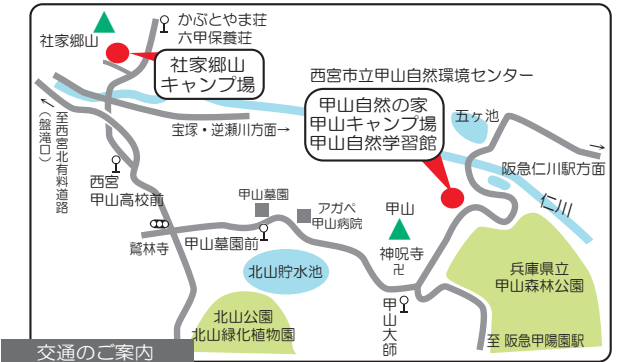 かぶとやま荘
六甲保養荘
社家郷山
社家郷山
キャンプ場
西宮市立甲山自然環境センター
甲山自然の家
甲山キャンプ場
甲山自然学習館
五ヶ池
至西宮北有料道路
（盤滝口）
宝塚・逆瀬川方面→
阪急仁川駅方面
仁川
西宮
甲山高校前
甲山墓園
アガペ
甲山病院
甲山
鷲林寺
甲山墓園前
神呪寺
卍
北山貯水池
兵庫県立
甲山森林公園
甲山大師
北山公園
北山緑化植物園
至 阪急甲陽園駅
交通のご案内